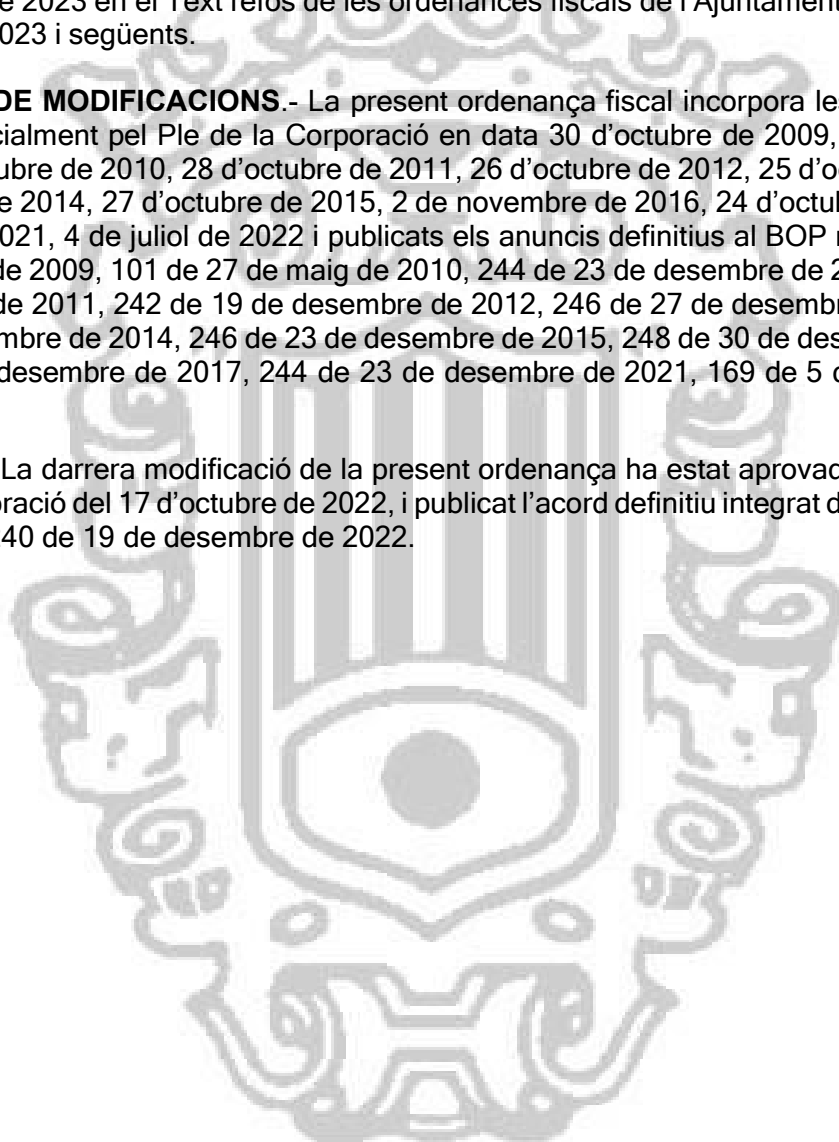 e 2023 en el Text refós de les ordenances fiscals de l'Ajuntament
023 i següents.
DE MODIFICACIONS.- La present ordenança fiscal incorpora le
cialment pel Ple de la Corporació en data 30 d'octubre de 2009,
ubre de 2010, 28 d'octubre de 2011, 26 d'octubre de 2012, 25 d'o
e 2014, 27 d'octubre de 2015, 2 de novembre de 2016, 24 d'octul
021, 4 de juliol de 2022 i publicats els anuncis definitius al BOP
de 2009, 101 de 27 de maig de 2010, 244 de 23 de desembre de 2
de 2011, 242 de 19 de desembre de 2012, 246 de 27 de desembr
mbre de 2014, 246 de 23 de desembre de 2015, 248 de 30 de des
desembre de 2017, 244 de 23 de desembre de 2021, 169 de 5
La darrera modificació de la present ordenança ha estat aprovad
oració del 17 d'octubre de 2022, i publicat l'acord definitiu integrat d
40 de 19 de desembre de 2022.